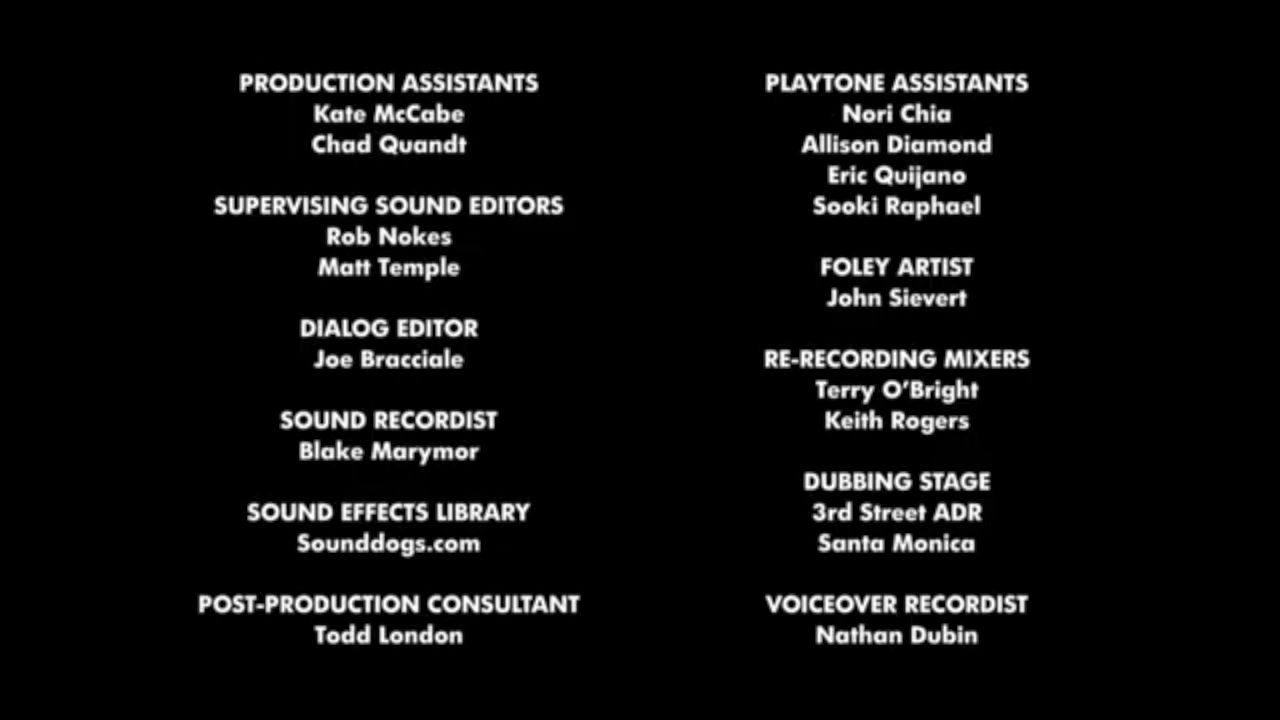 PRODUCTION ASSISTANTS
Kate McCabe
Chad Quandt
SUPERVISING SOUND EDITORS
Rob Nokes
Matt Temple
DIALOG EDITOR
Joe Bracciale
SOUND RECORDIST
Blake Marymor
SOUND EFFECTS LIBRARY
Sounddogs.com
POST-PRODUCTION CONSULTANT
Todd London
PLAYTONE ASSISTANTS
Nori Chia
Allison Diamond
Eric Quijano
Sooki Raphael
FOLEY ARTIST
John Sievert
RE-RECORDING MIXERS
Terry O’Bright
Keith Rogers
DUBBING STAGE
3rd Street ADR
Santa Monica
VOICEOVER RECORDIST
Nathan Dubin